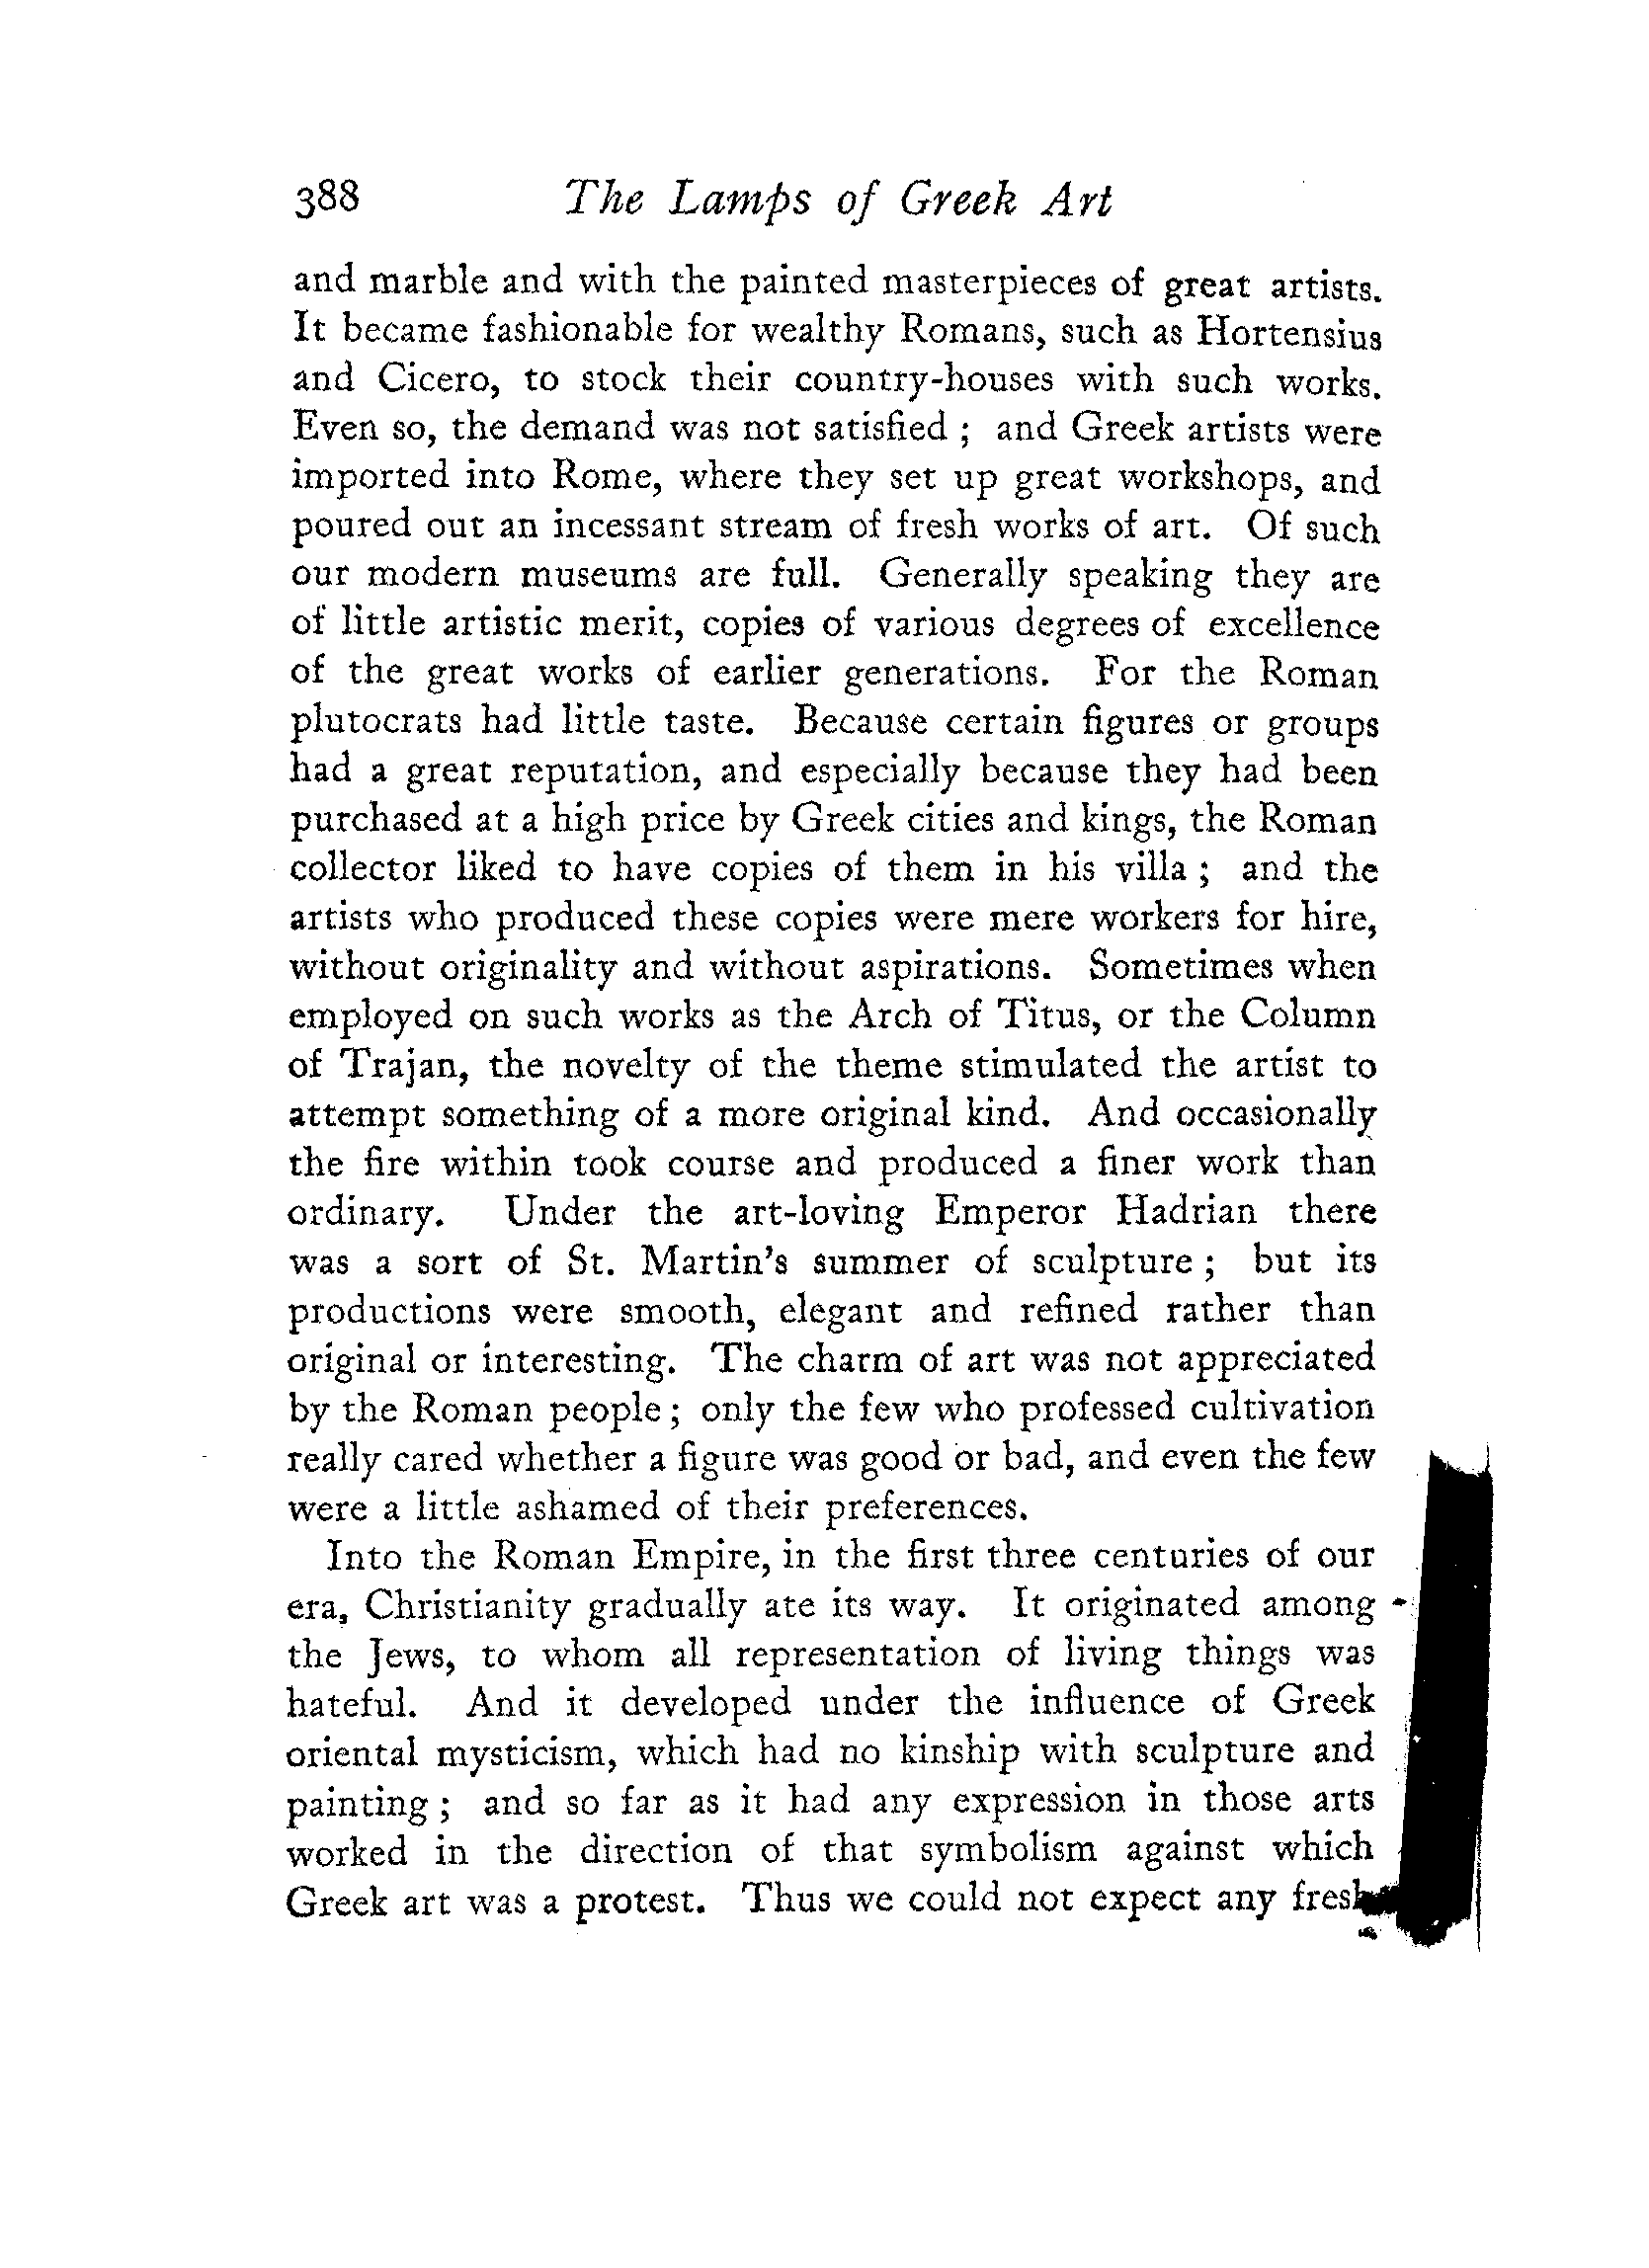 388 The Lamps of Greek Art
and marble and with the painted masterpieces of great artists.
It became fashionable for wealthy Romans, such as Hortensius
and Cicero, to stock their country-houses with such works.
Even so, the demand was not satisfied ; and Greek artists were
imported into Rome, where they set up great workshops, and
poured out an incessant stream of fresh works of art. Of such
our modern museums are full. Generally speaking they are
of little artistic merit, copies of various degrees of excellence
of the great works of earlier generations. For the Roman
plutocrats had little taste. Because certain figures or groups
had a great reputation, and especially because they had been
purchased at a high price by Greek cities and kings, the Roman
collector liked to have copies of them in his villa ; and the
artists who produced these copies were mere workers for hire,
without originality and without aspirations. Sometimes when
employed on such works as the Arch of Titus, or the Column
of Trajan, the novelty of the theme stimulated the artist to
attempt something of a more original kind. And occasionally
the fire within took course and produced a finer work than
ordinary. Under the art-loving Emperor Hadrian there
was a sort of St. Martin's summer of sculpture ; but its
productions were smooth, elegant and refined rather than
original or interesting. The charm of art was not appreciated
by the Roman people ; only the few who professed cultivation
really cared whether a figure was good or bad, and even the few
were a little ashamed of their preferences.
Into the Roman Empire, in the first three centuries of our
era, Christianity gradually ate its way. It originated among
the Jews, to whom all representation of living things was
hateful. And it developed under the influence of Greek
oriental mysticism, which had no kinship with sculpture and
painting ; and so far as it had any expression in those arts
worked in the direction of that symbolism against which
Greek art was a protest. Thus we could not expect any fresh